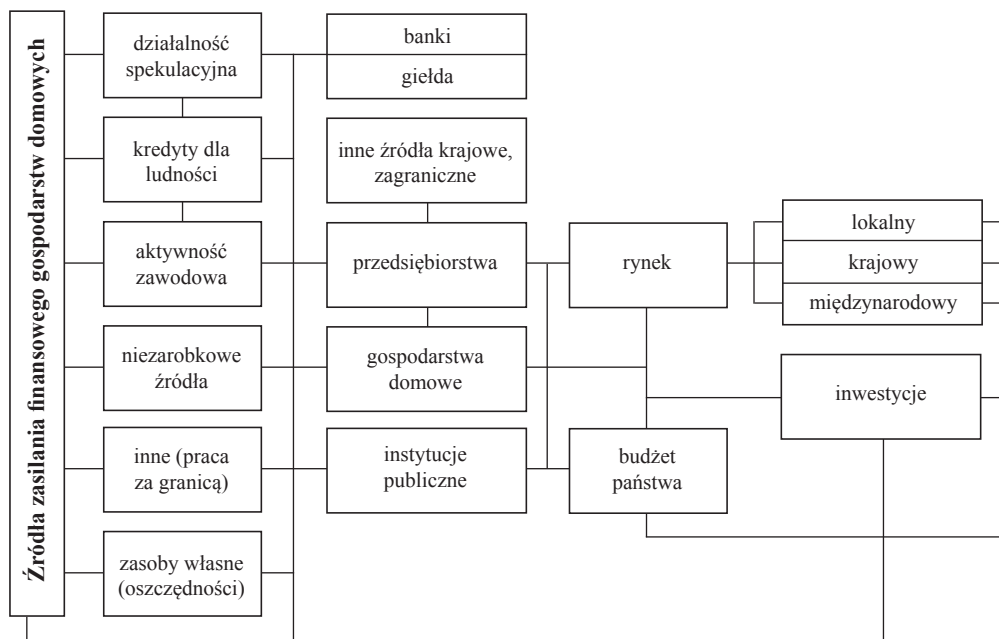 Źródła zasilania finansowego gospodarstw domowych
działalność
spekulacyjna
kredyty dla
ludności
aktywność
zawodowa
niezarobkowe
źródła
inne (praca
za granicą)
zasoby własne
(oszczędności)
banki
giełda
inne źródła krajowe,
zagraniczne
przedsiębiorstwa
gospodarstwa
domowe
instytucje
publiczne
rynek
budżet
państwa
lokalny
krajowy
międzynarodowy
inwestycje